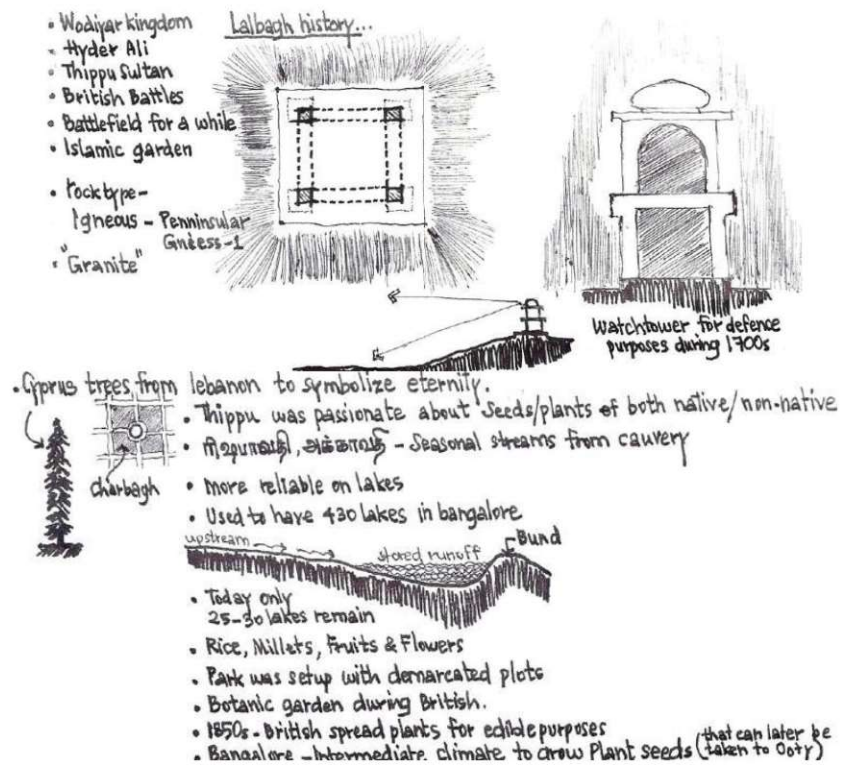 Lalbagh history...
• Wodiyar kingdom
• Hyder Ali
• Thippu Sultan
• British Battles
• Battlefield for a while
• Islamic garden
• rock type-
Igneous - Penninsular
Gneess-1
• "Granite"
Watchtower for defence
purposes during 1700s
• Cyprus trees from lebanon to symbolize eternity.
charbagh
• Thippu was passionate about Seeds/plants of both native/non-native
• - Seasonal streams from cauvery
• more reliable on lakes
• Used to have 430 lakes in bangalore
upstream
stored runoff
Bund
• Today only
25-30 lakes remain
• Rice, Millets, Fruits & Flowers
• Park was setup with demarcated plots
• Botanic garden during British.
• 1850s - British spread plants for edible purposes
• Bangalore - Intermediate climate to grow Plant seeds (that can later be
taken to Ooty)